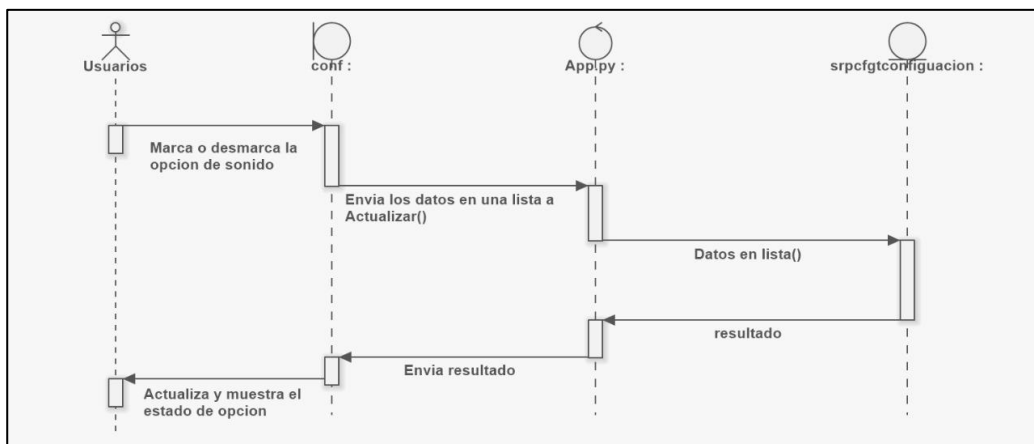 Usuarios
conf :
App.py :
srpcfgtconfiguacion :
Marca o desmarca la
opcion de sonido
Envia los datos en una lista a
Actualizar()
Datos en lista()
resultado
Envia resultado
Actualiza y muestra el
estado de opcion